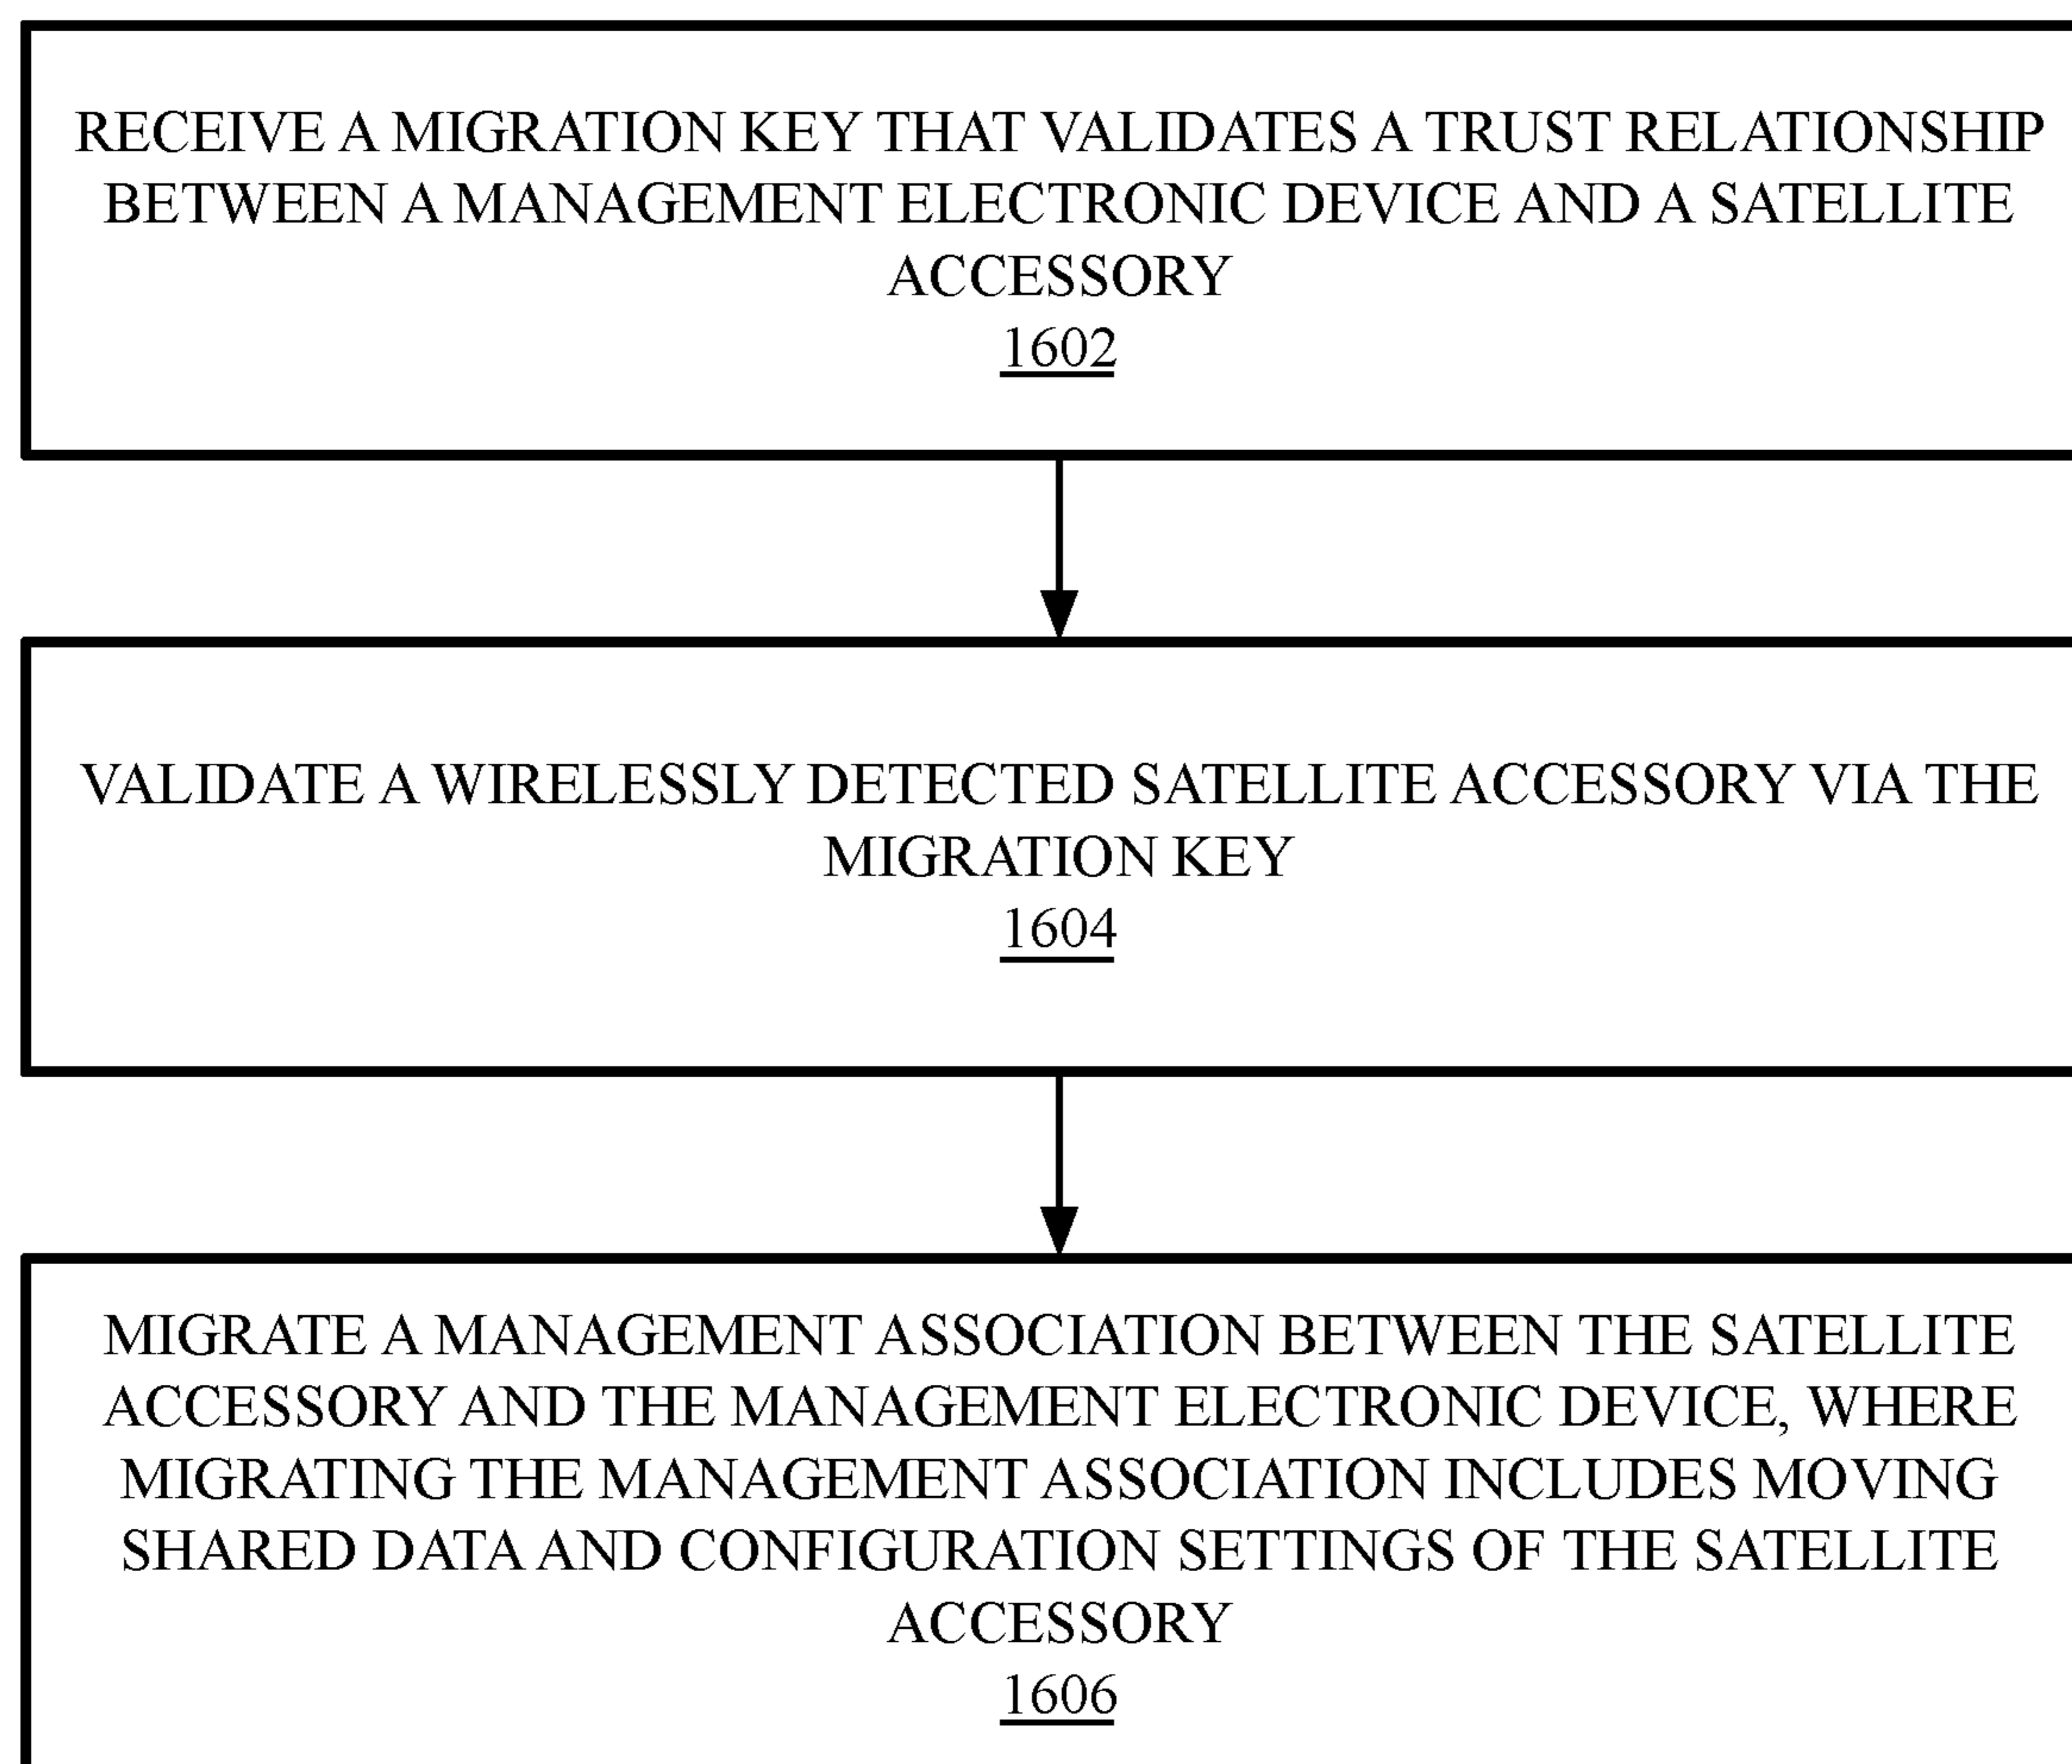 RECEIVE A MIGRATION KEY THAT VALIDATES A TRUST RELATIONSHIP
BETWEEN A MANAGEMENT ELECTRONIC DEVICE AND A SATELLITE
ACCESSORY
1602
VALIDATE A WIRELESSLY DETECTED SATELLITE ACCESSORY VIA THE
MIGRATION KEY
1604
MIGRATE A MANAGEMENT ASSOCIATION BETWEEN THE SATELLITE
ACCESSORY AND THE MANAGEMENT ELECTRONIC DEVICE, WHERE
MIGRATING THE MANAGEMENT ASSOCIATION INCLUDES MOVING
SHARED DATA AND CONFIGURATION SETTINGS OF THE SATELLITE
ACCESSORY
1606